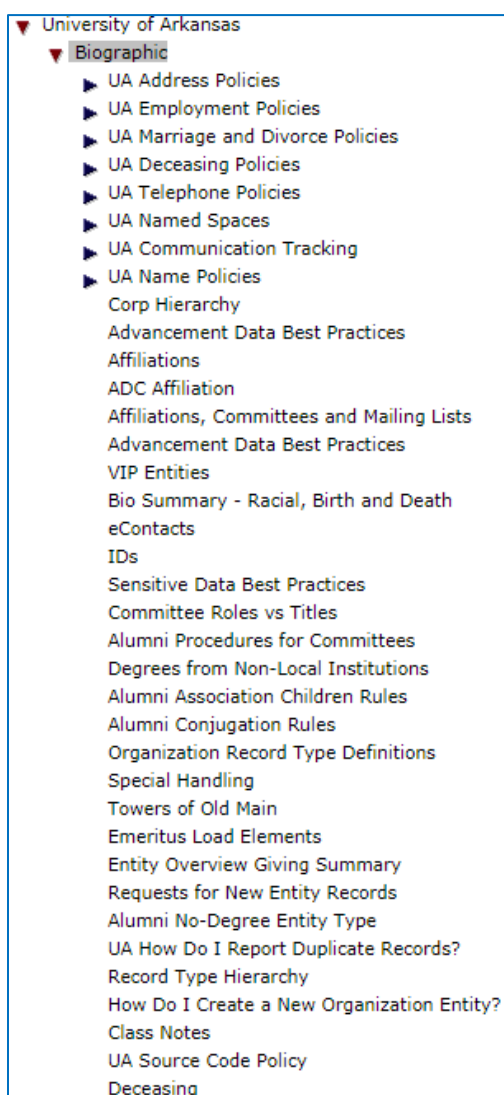 University of Arkansas
Biographic
UA Address Policies
UA Employment Policies
UA Marriage and Divorce Policies
UA Deceasing Policies
UA Telephone Policies
UA Named Spaces
UA Communication Tracking
UA Name Policies
Corp Hierarchy
Advancement Data Best Practices
Affiliations
ADC Affiliation
Affiliations, Committees and Mailing Lists
Advancement Data Best Practices
VIP Entities
Bio Summary - Racial, Birth and Death
eContacts
IDs
Sensitive Data Best Practices
Committee Roles vs Titles
Alumni Procedures for Committees
Degrees from Non-Local Institutions
Alumni Association Children Rules
Alumni Conjugation Rules
Organization Record Type Definitions
Special Handling
Towers of Old Main
Emeritus Load Elements
Entity Overview Giving Summary
Requests for New Entity Records
Alumni No-Degree Entity Type
UA How Do I Report Duplicate Records?
Record Type Hierarchy
How Do I Create a New Organization Entity?
Class Notes
UA Source Code Policy
Deceasing